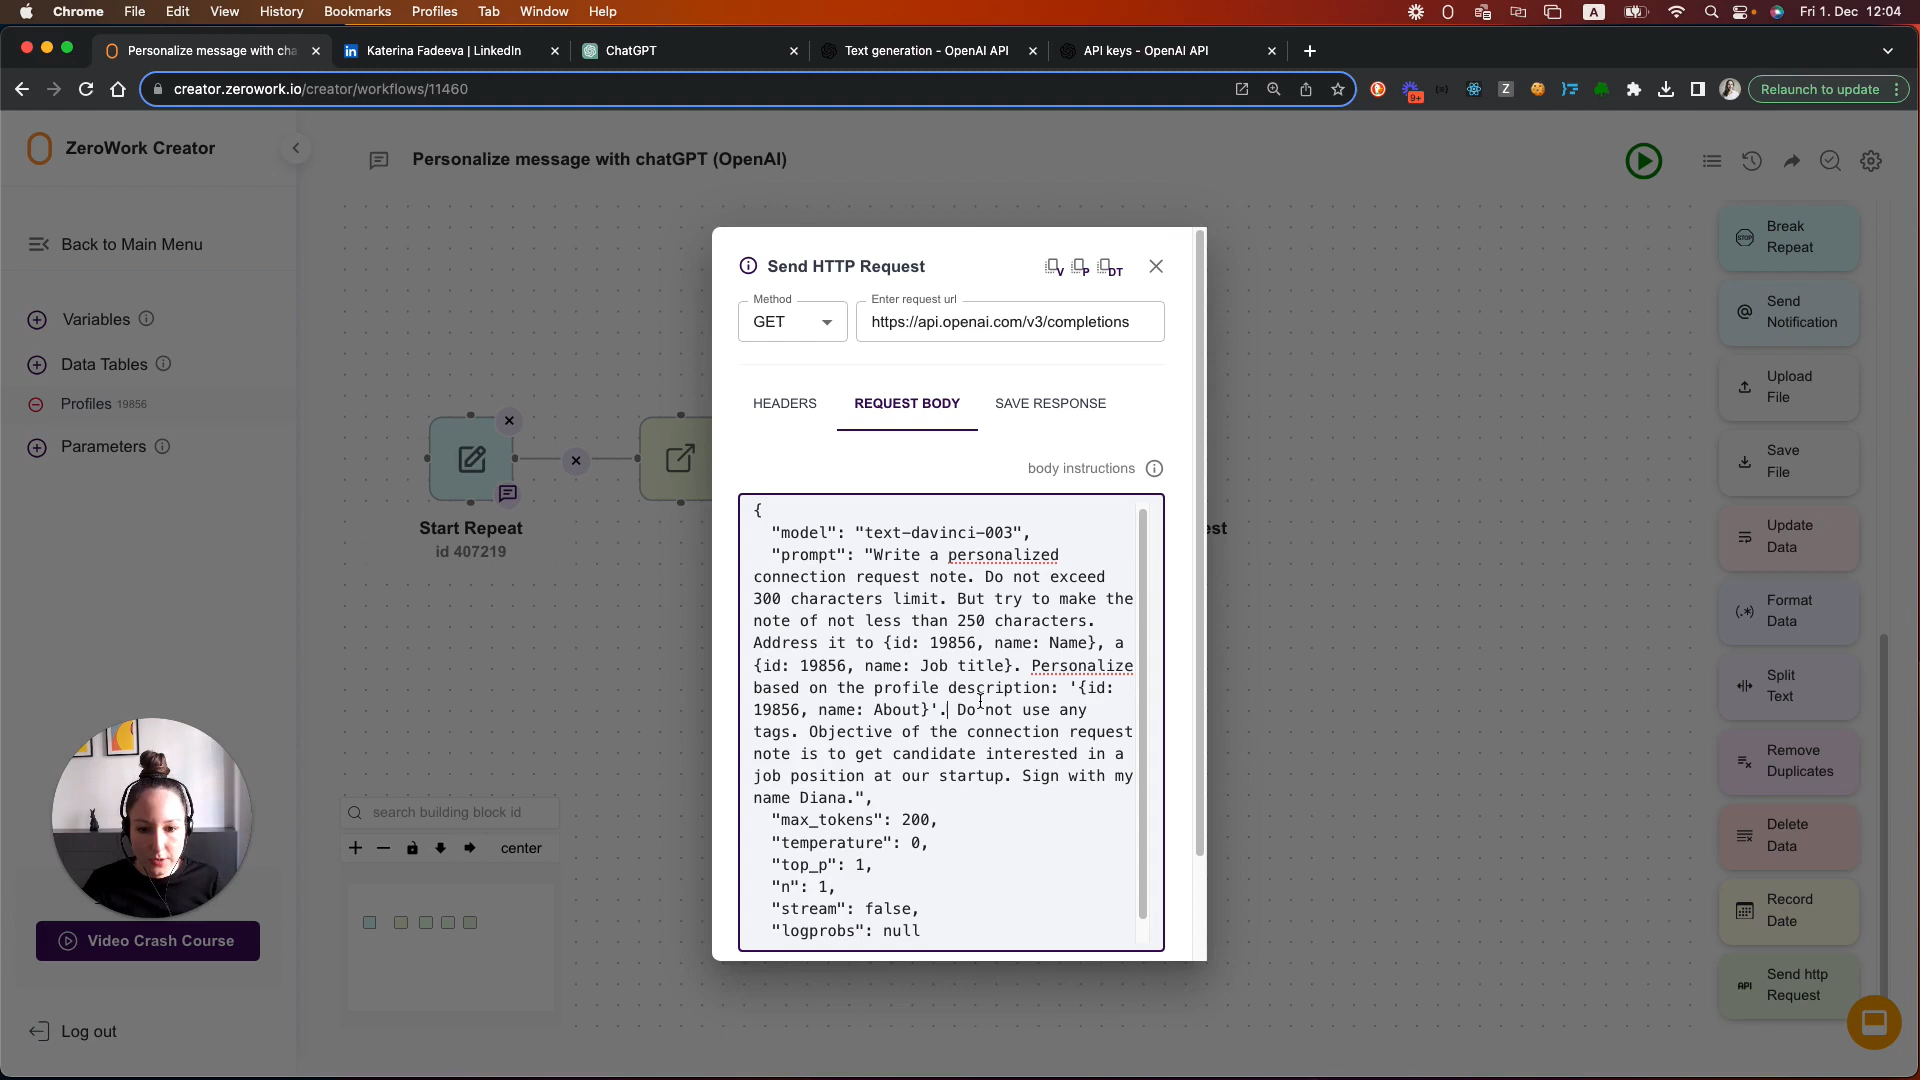 Chrome File Edit View History Bookmarks Profiles Tab Window Help
A
Fri 1. Dec 12:04
Personalize message with cha
Katerina Fadeeva | LinkedIn
ChatGPT
Text generation - OpenAI API
API keys - OpenAI API
creator.zerowork.io/creator/workflows/11460
9+
Z
Relaunch to update
ZeroWork Creator
Personalize message with chatGPT (OpenAI)
Back to Main Menu
Variables
Data Tables
Profiles 19856
Parameters
Start Repeat
id 407219
search building block id
center
Video Crash Course
Log out
Send HTTP Request
V P DT
Method
GET
Enter request url
https://api.openai.com/v3/completions
HEADERS
REQUEST BODY
SAVE RESPONSE
body instructions
{
"model": "text-davinci-003",
"prompt": "Write a personalized
connection request note. Do not exceed
300 characters limit. But try to make the
note of not less than 250 characters.
Address it to {id: 19856, name: Name}, a
{id: 19856, name: Job title}. Personalize
based on the profile description: '{id:
19856, name: About}'. Do not use any
tags. Objective of the connection request
note is to get candidate interested in a
job position at our startup. Sign with my
name Diana.",
"max_tokens": 200,
"temperature": 0,
"top_p": 1,
"n": 1,
"stream": false,
"logprobs": null
est
STOP
Break
Repeat
Send
Notification
Upload
File
Save
File
Update
Data
Format
Data
Split
Text
Remove
Duplicates
Delete
Data
Record
Date
API
Send http
Request